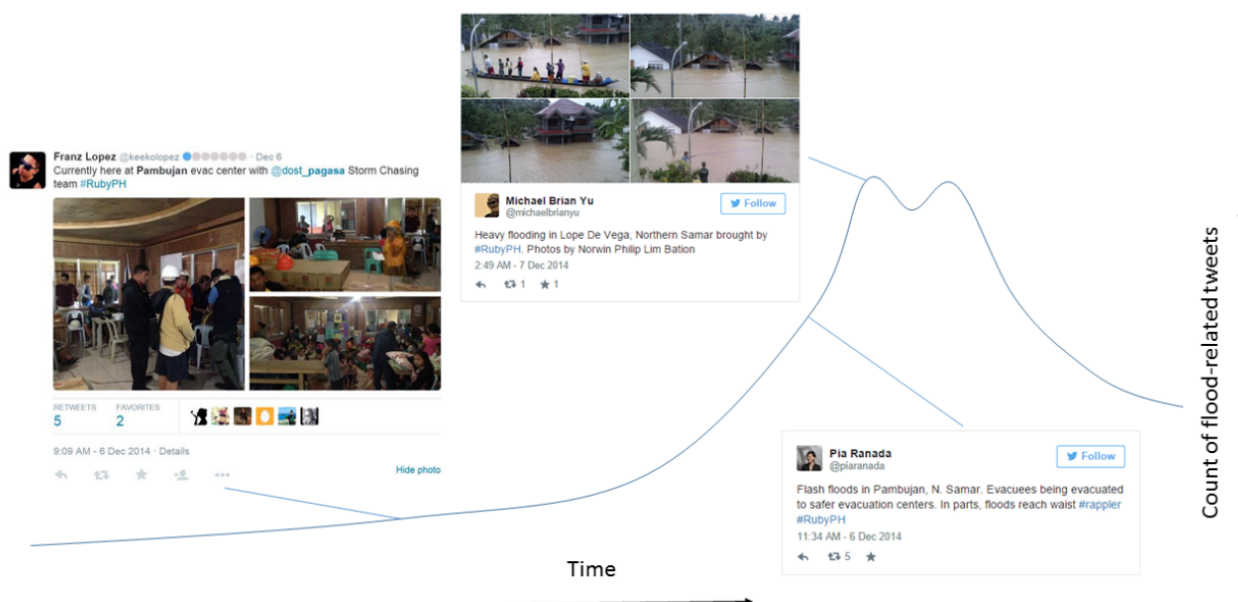 Franz Lopez @keekolopez · Dec 6
Currently here at Pambujan evac center with @dost_pagasa Storm Chasing
team #RubyPH
RETWEETS FAVORITES
5 2
9:09 AM - 6 Dec 2014 · Details
Hide photo
Michael Brian Yu
@michaelbrianyu
Follow
Heavy flooding in Lope De Vega, Northern Samar brought by
#RubyPH. Photos by Norwin Philip Lim Bation
2:49 AM - 7 Dec 2014
1 1
Pia Ranada
@piaranada
Follow
Flash floods in Pambujan, N. Samar. Evacuees being evacuated
to safer evacuation centers. In parts, floods reach waist #rappler
#RubyPH
11:34 AM - 6 Dec 2014
5
Time
Count of flood-related tweets